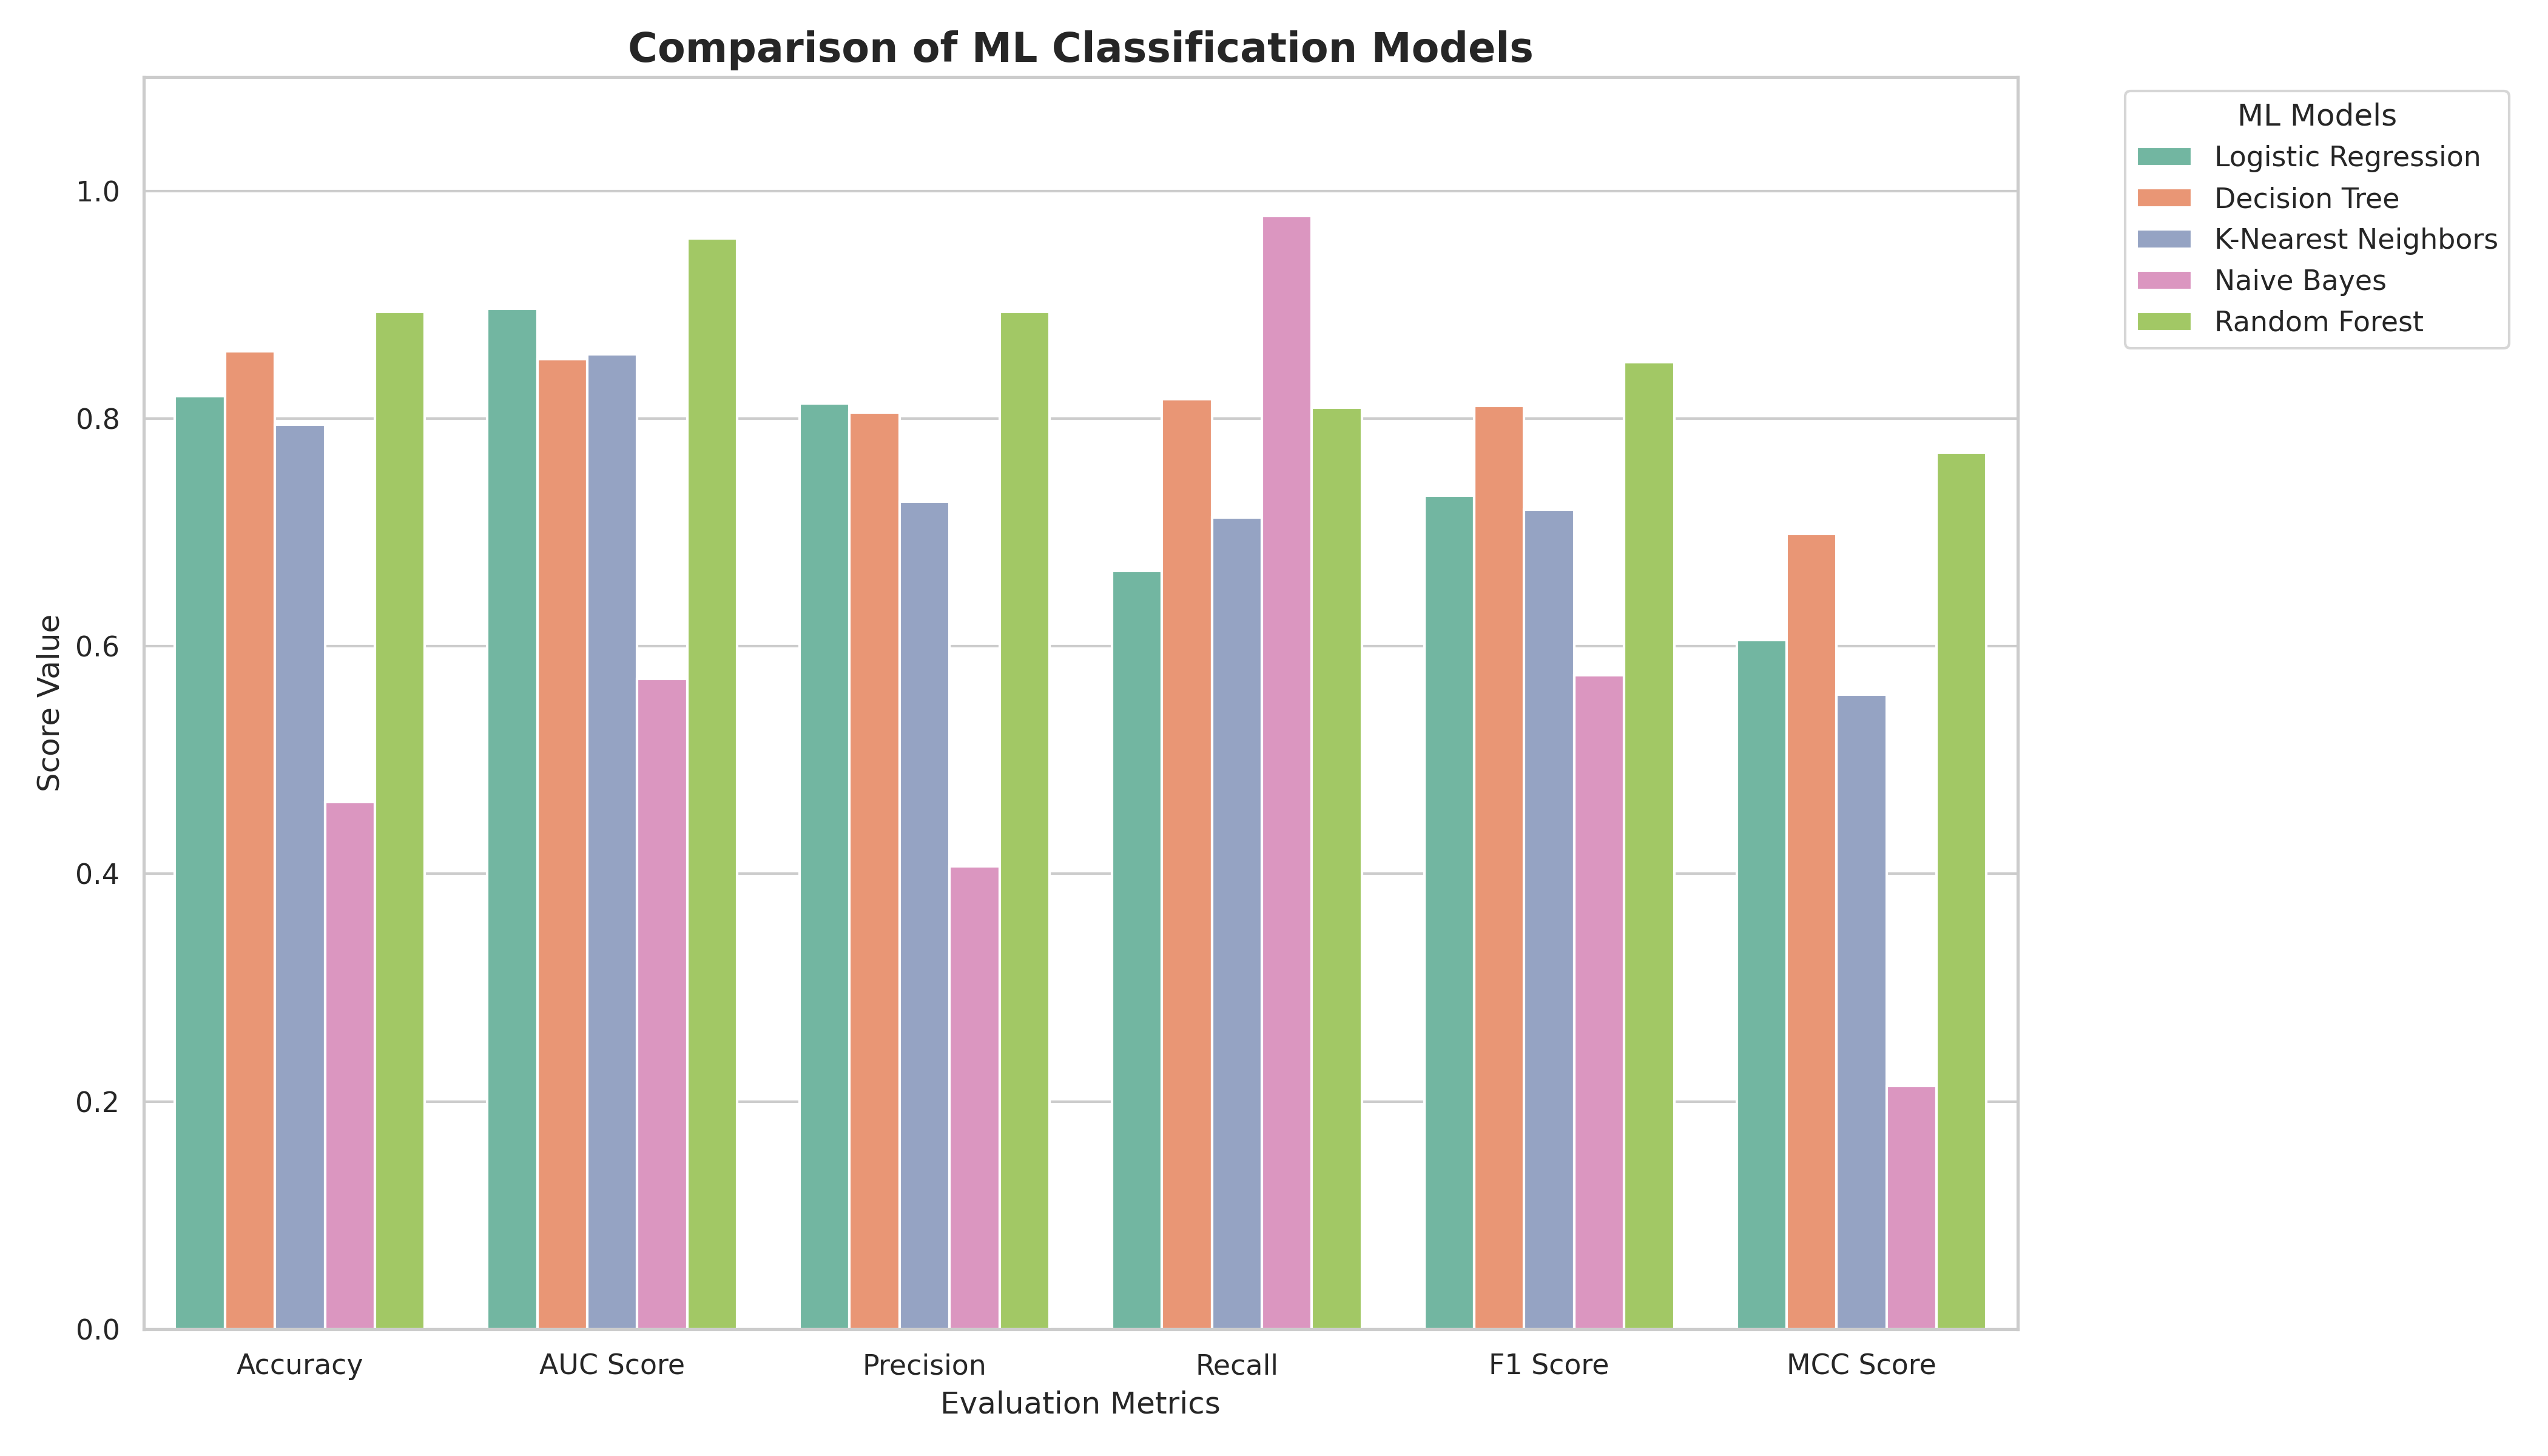 Comparison of ML Classification Models
ML Models
Logistic Regression
Decision Tree
K-Nearest Neighbors
Naive Bayes
Random Forest
Score Value
1.0
0.8
0.6
0.4
0.2
0.0
Accuracy
AUC Score
Precision
Recall
F1 Score
MCC Score
Evaluation Metrics